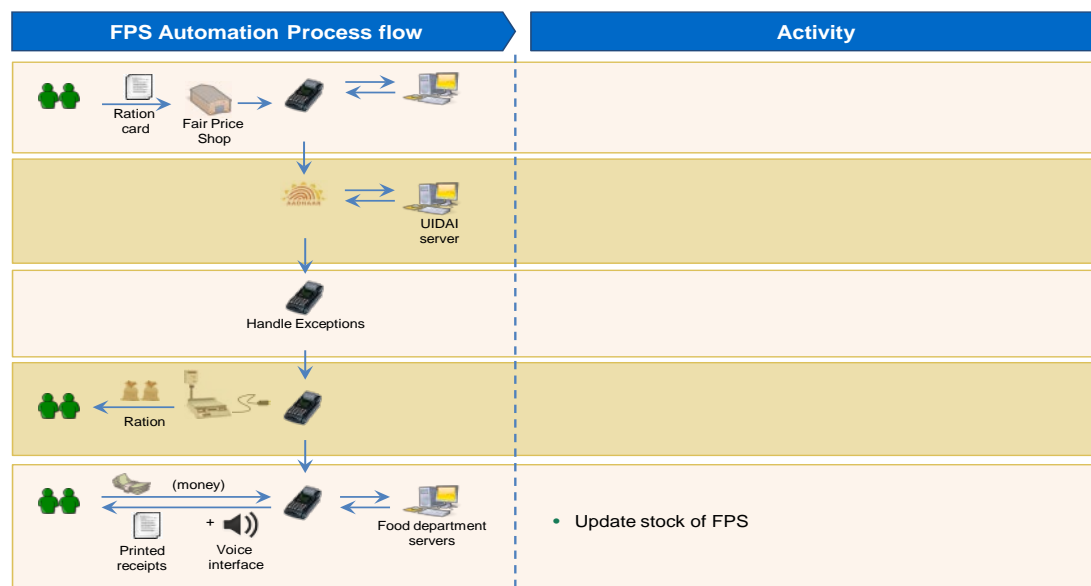 FPS Automation Process flow
Activity
Ration
card
Fair Price
Shop
AADHAAR
UIDAI
server
Handle Exceptions
Ration
(money)
+
Printed
receipts
Voice
interface
Food department
servers
• Update stock of FPS